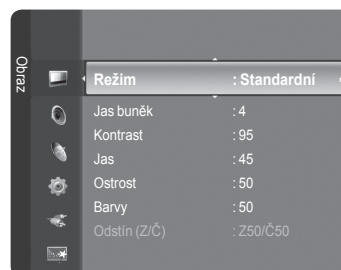 Obraz
Režim : Standardní
Jas buněk : 4
Kontrast : 95
Jas : 45
Ostrost : 50
Barvy : 50
Odstín (Z/Č) : Z50/Č50